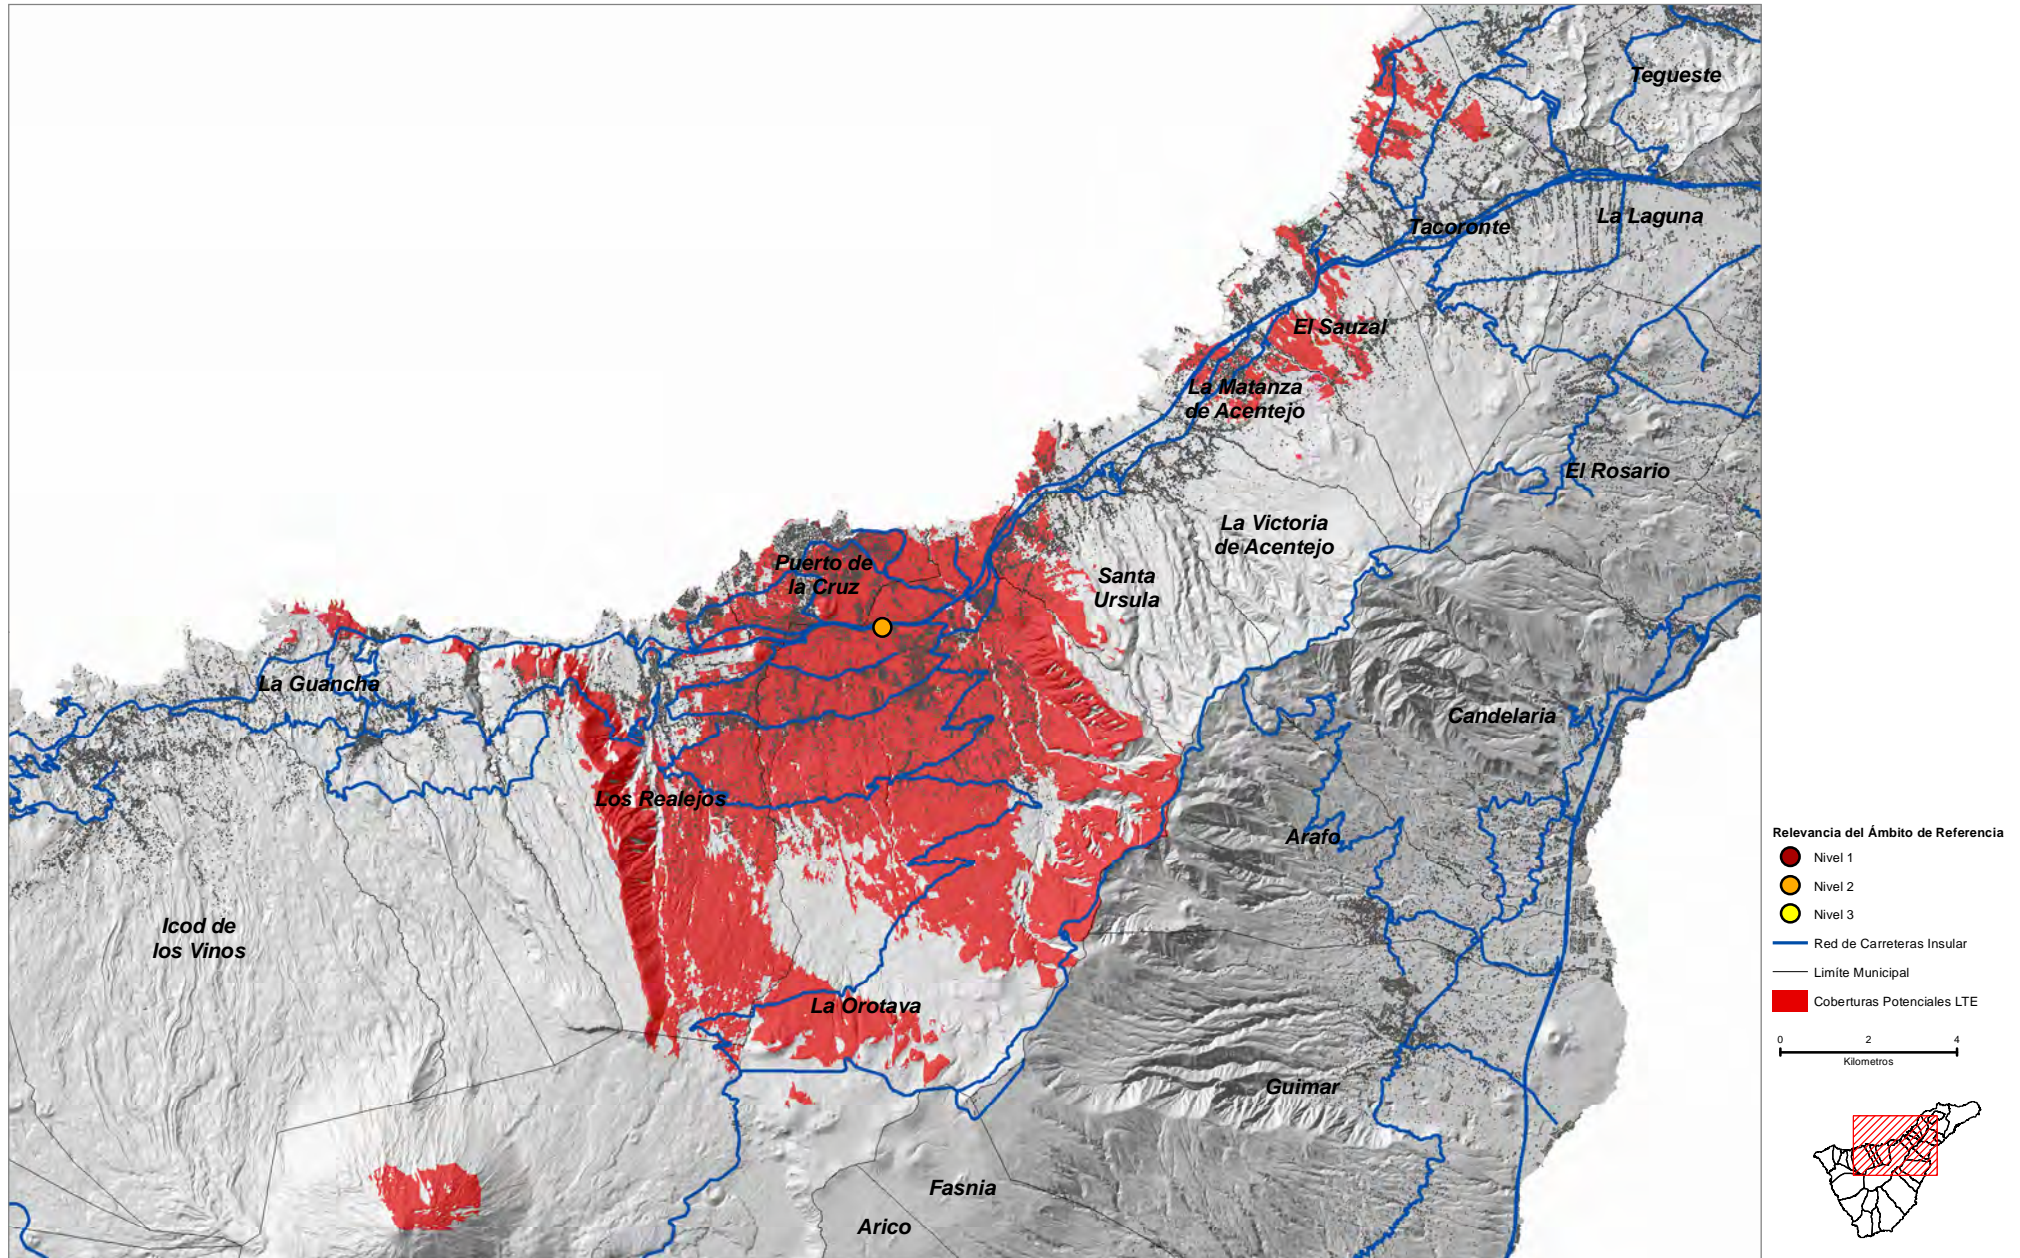 Tegueste
La Laguna
Tacoronte
El Sauzal
La Matanza
de Acentejo
El Rosario
La Victoria
de Acentejo
Puerto de
la Cruz
Santa
Ursula
La Guancha
Candelaria
Los Realejos
Arafo
Icod de
los Vinos
La Orotava
Guimar
Fasnia
Arico
Relevancia del Ámbito de Referencia
Nivel 1
Nivel 2
Nivel 3
Red de Carreteras Insular
Limíte Municipal
Coberturas Potenciales LTE
0 2 4
Kilometros